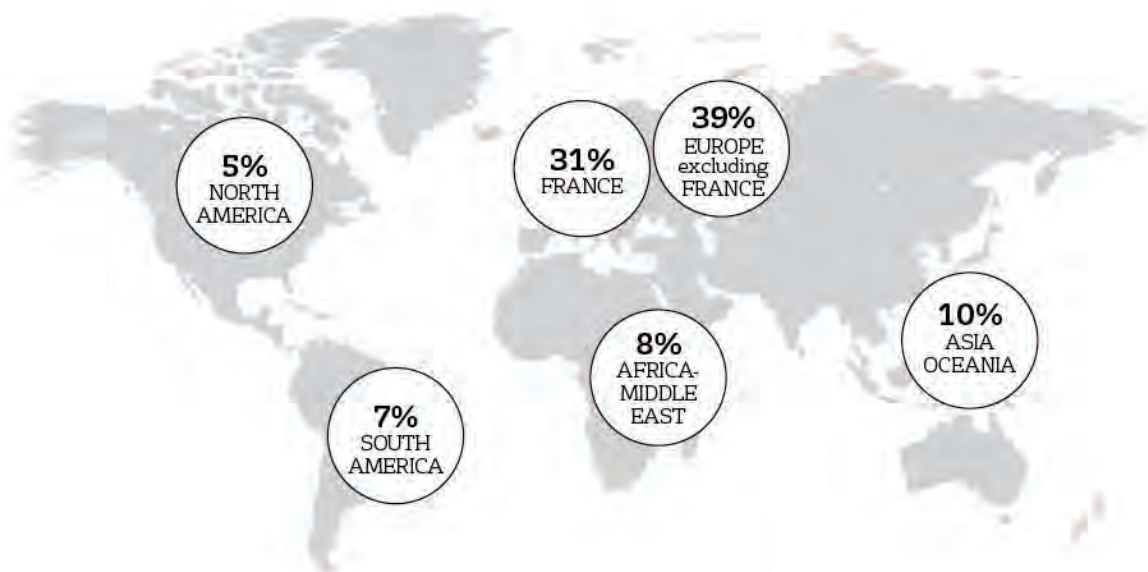 5%
NORTH
AMERICA
31%
FRANCE
39%
EUROPE
excluding
FRANCE
7%
SOUTH
AMERICA
8%
AFRICA-
MIDDLE
EAST
10%
ASIA
OCEANIA